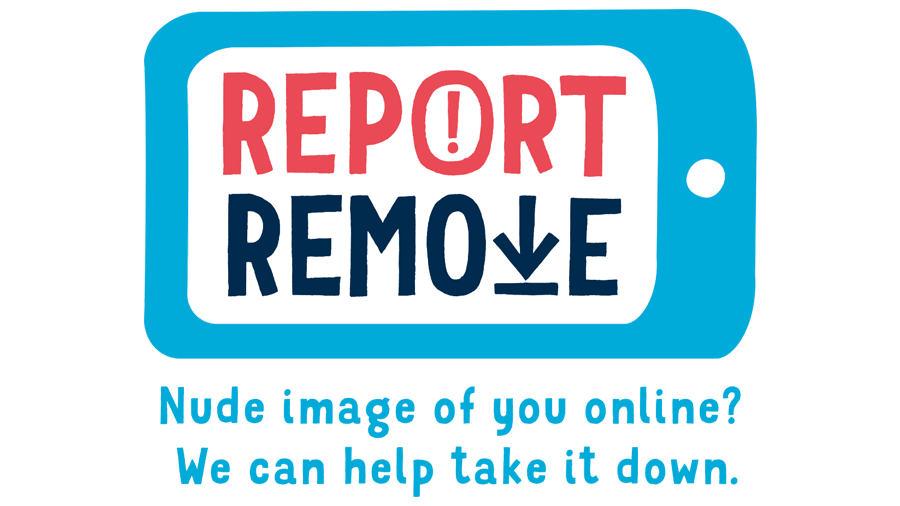 REPORT
REMOVE
Nude image of you online?
We can help take it down.